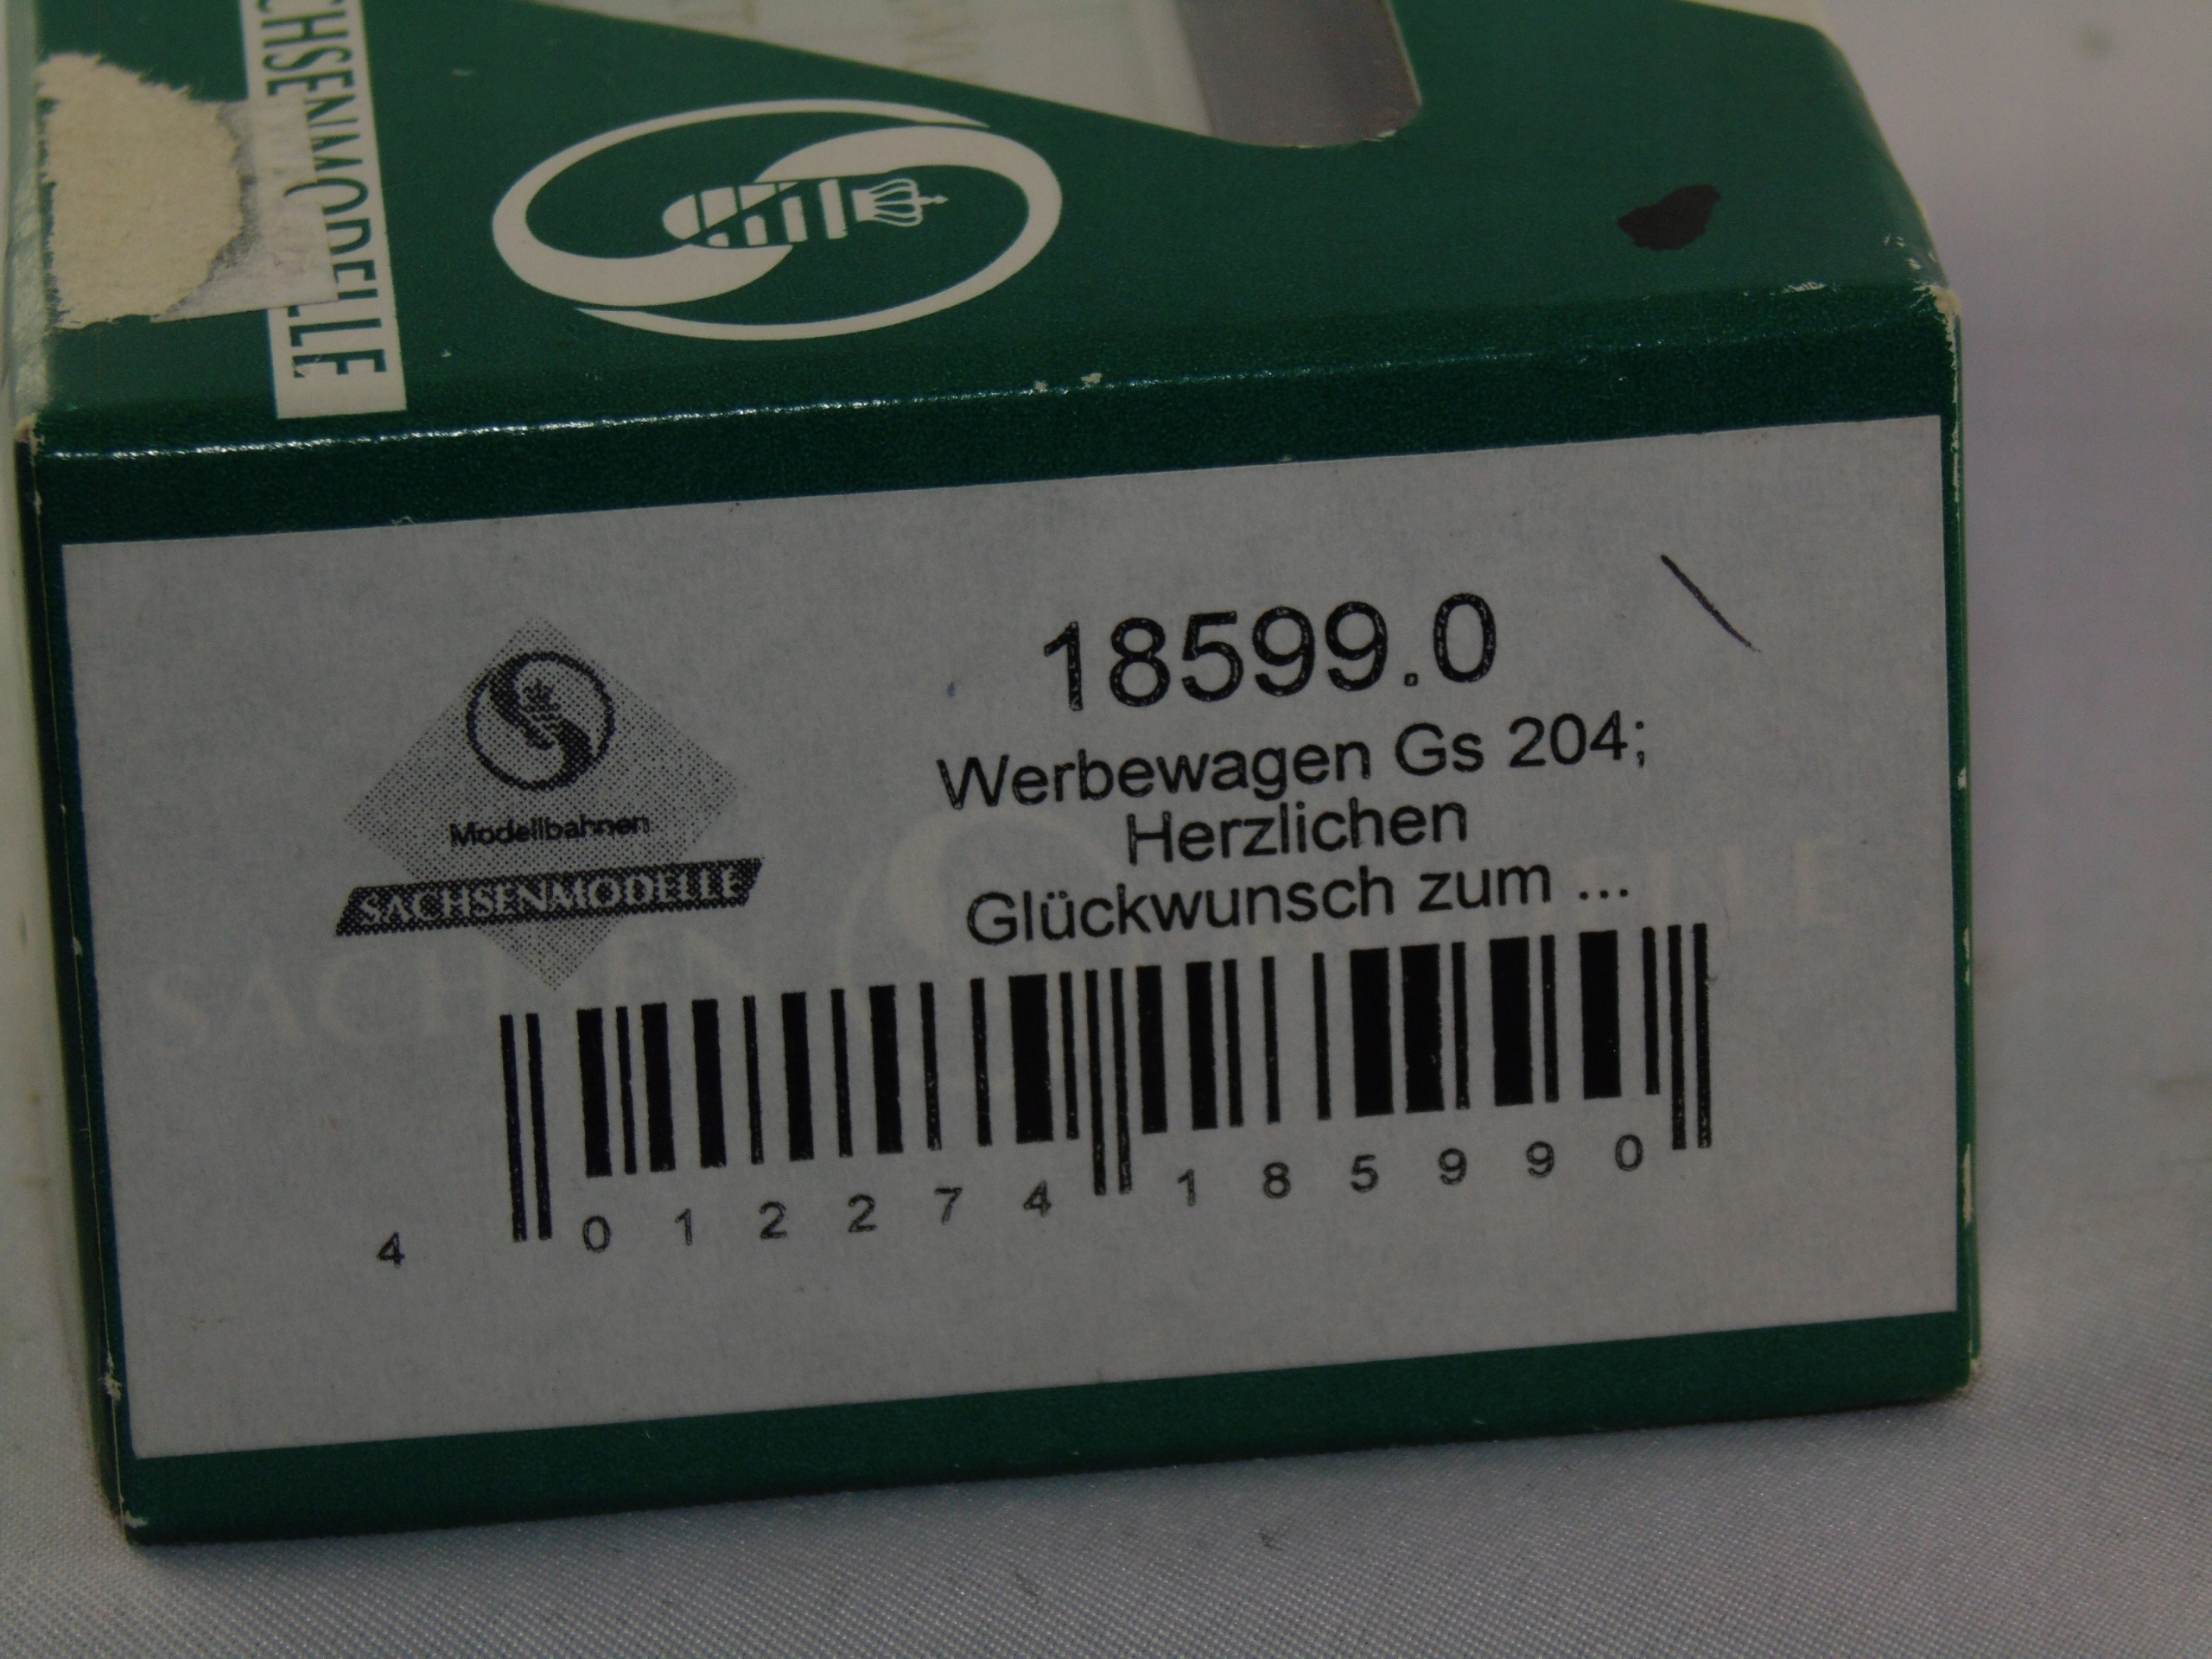 SACHSENMODELLE
18599.0
Werbewagen Gs 204;
Herzlichen
Glückwunsch zum ...
Modellbahnen
SACHSENMODELLE
4 012274 185990